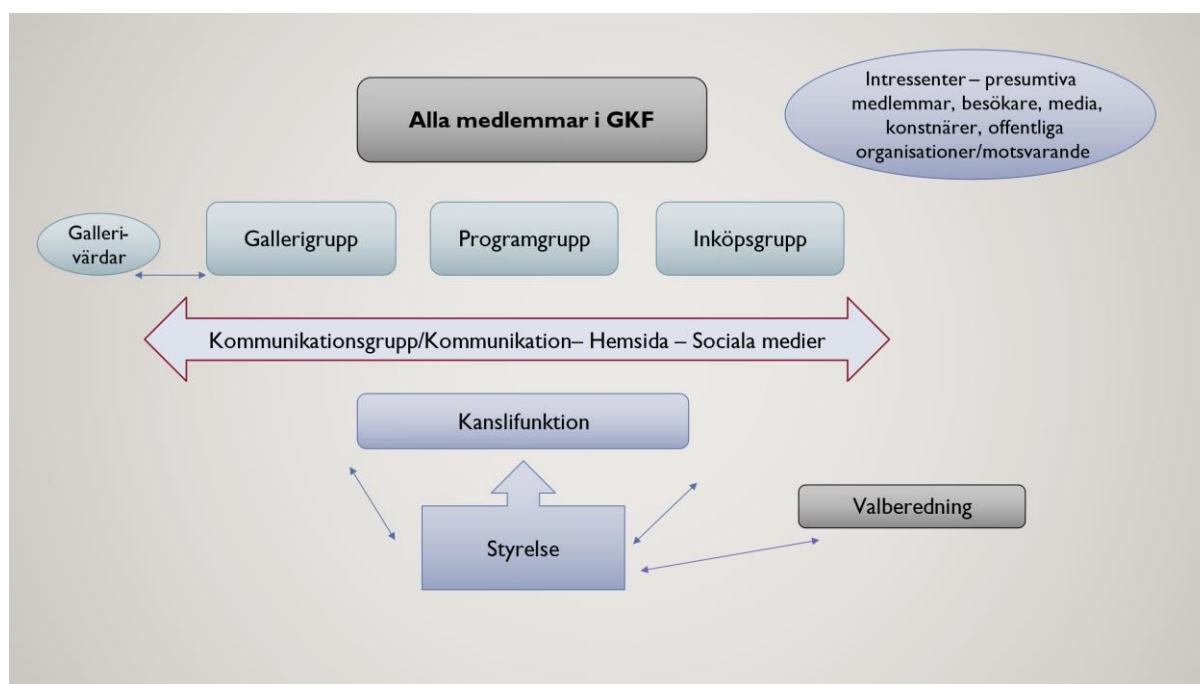 Alla medlemmar i GKF
Intressenter – presumtiva
medlemmar, besökare, media,
konstnärer, offentliga
organisationer/motsvarande
Galleri-
värdar
Gallerigrupp
Programgrupp
Inköpsgrupp
Kommunikationsgrupp/Kommunikation– Hemsida – Sociala medier
Kanslifunktion
Styrelse
Valberedning